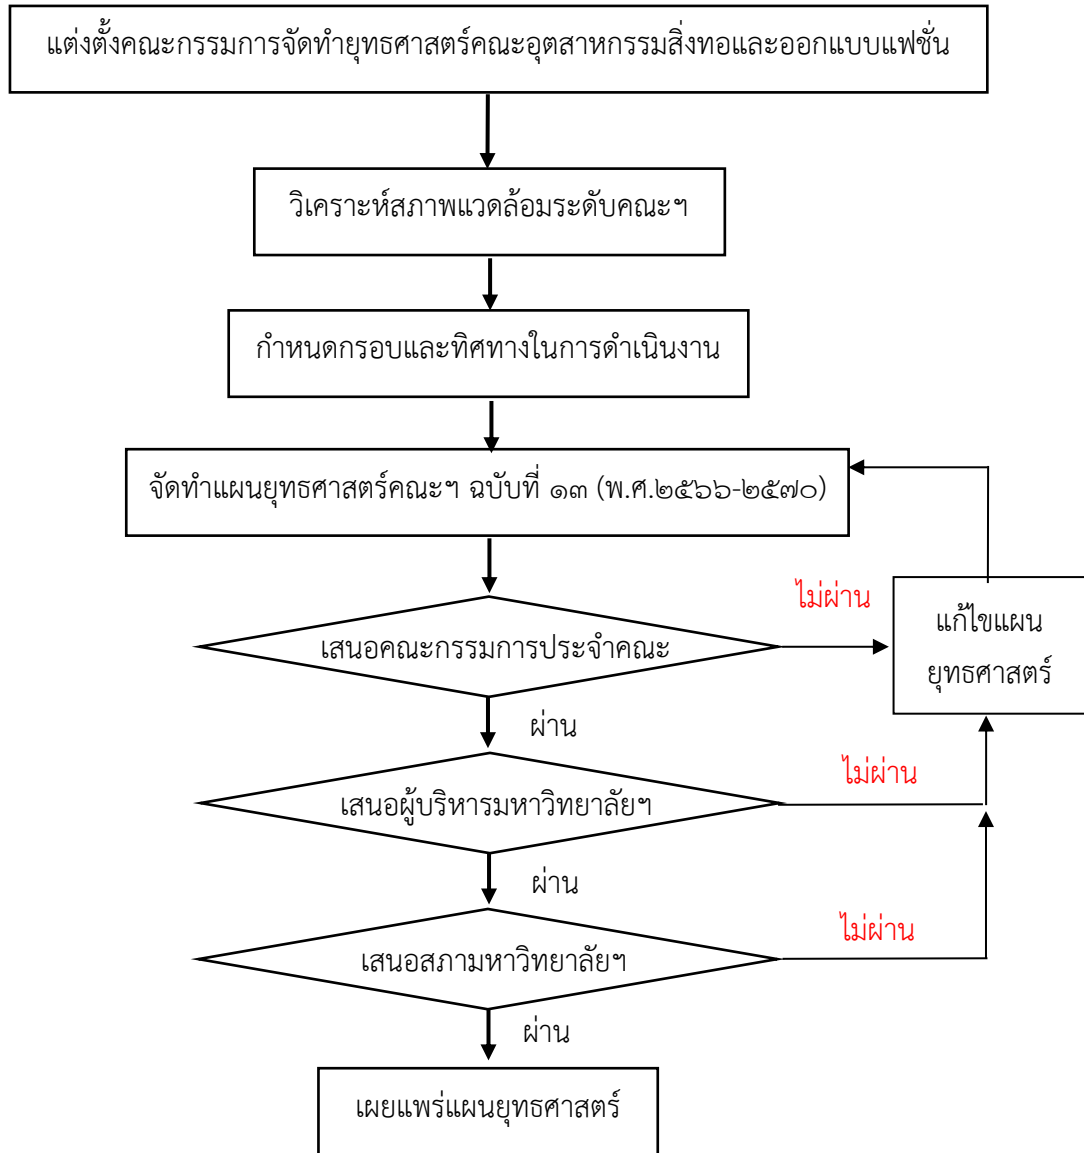 แต่งตั้งคณะกรรมการจัดทำยุทธศาสตร์คณะอุตสาหกรรมสิ่งทอและออกแบบแฟชั่น
วิเคราะห์สภาพแวดล้อมระดับคณะฯ
กำหนดกรอบและทิศทางในการดำเนินงาน
จัดทำแผนยุทธศาสตร์คณะฯ ฉบับที่ ๑๓ (พ.ศ.๒๕๖๖-๒๕๗๐)
ไม่ผ่าน
แก้ไขแผน
ยุทธศาสตร์
เสนอคณะกรรมการประจำคณะ
ผ่าน
ไม่ผ่าน
เสนอผู้บริหารมหาวิทยาลัยฯ
ผ่าน
ไม่ผ่าน
เสนอสภามหาวิทยาลัยฯ
ผ่าน
เผยแพร่แผนยุทธศาสตร์